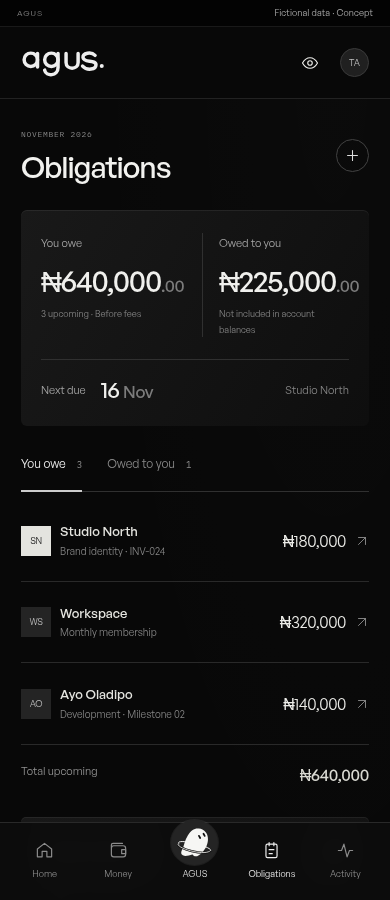 AGUS
Fictional data · Concept
agus.
TA
NOVEMBER 2026
Obligations
You owe
₦640,000.00
3 upcoming · Before fees
Owed to you
₦225,000.00
Not included in account
balances
Next due 16 Nov
Studio North
You owe 3
Owed to you 1
SN
Studio North
Brand identity · INV-024
₦180,000
WS
Workspace
Monthly membership
₦320,000
AO
Ayo Oladipo
Development · Milestone 02
₦140,000
Total upcoming
₦640,000
Home
Money
AGUS
Obligations
Activity